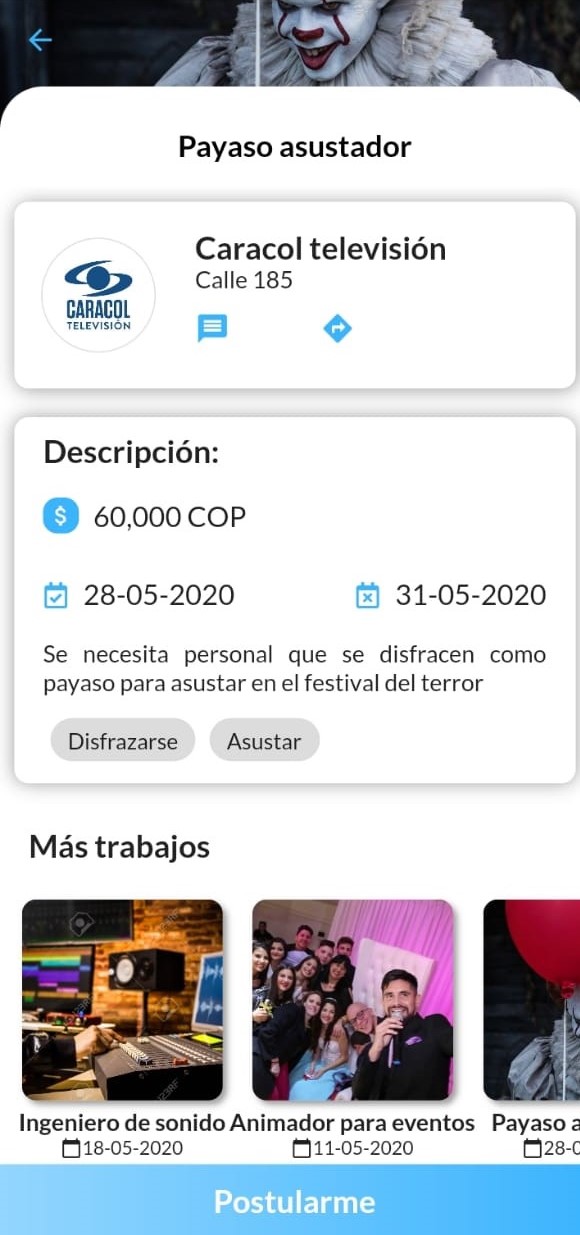 Payaso asustador
Caracol televisión
Calle 185
CARACOL
TELEVISIÓN
Descripción:
$ 60,000 COP
28-05-2020 31-05-2020
Se necesita personal que se disfracen como
payaso para asustar en el festival del terror
Disfrazarse Asustar
Más trabajos
123RF
Ingeniero de sonido Animador para eventos Payaso a
18-05-2020 11-05-2020 28-0
Postularme